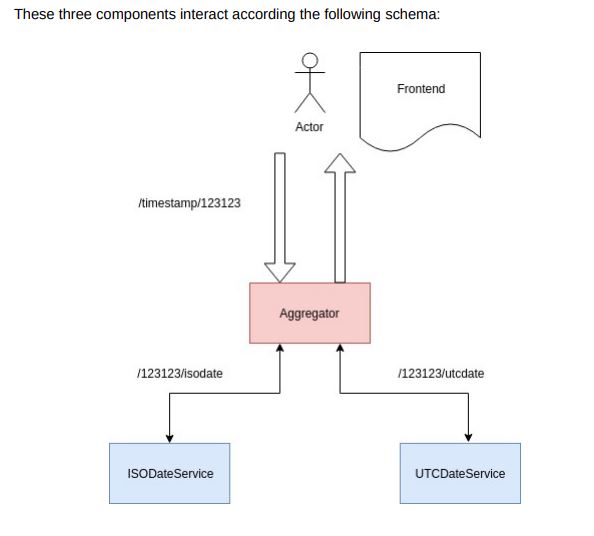 These three components interact according the following schema:
Frontend
Actor
/timestamp/123123
Aggregator
/123123/isodate
/123123/utcdate
ISODateService
UTCDateService